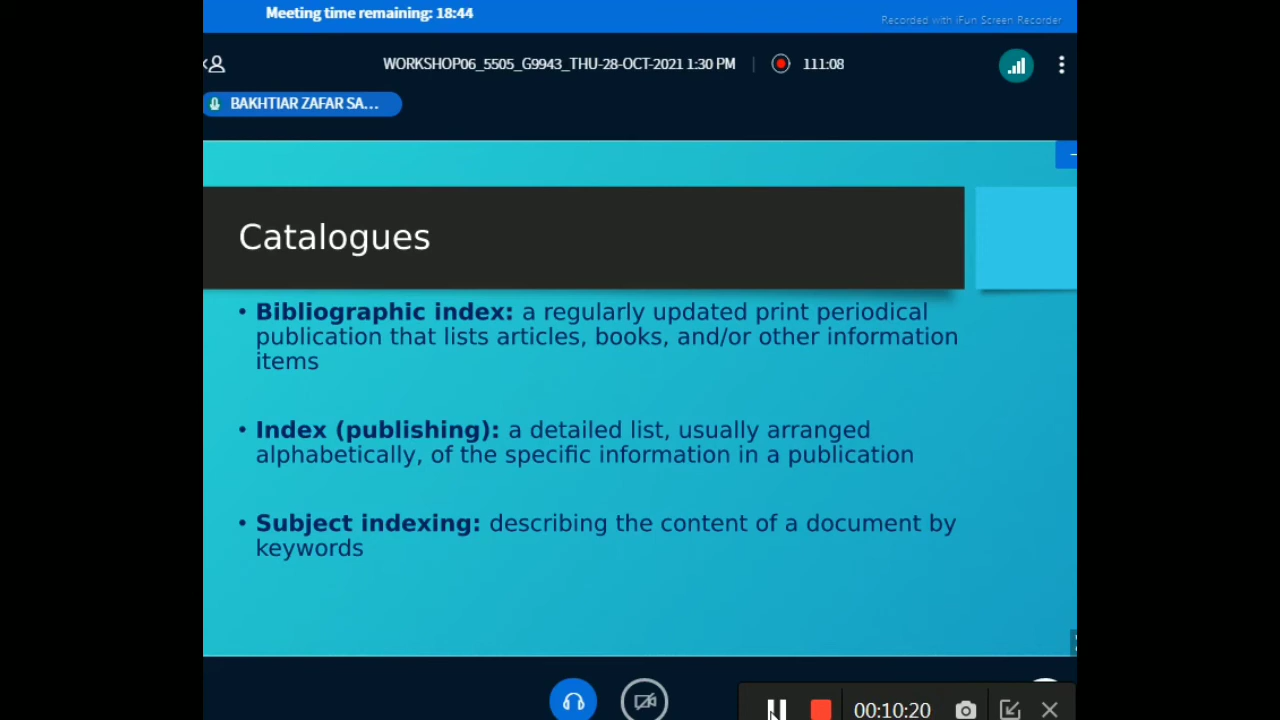 Meeting time remaining: 18:44
Recorded with iFun Screen Recorder
WORKSHOP06_5505_G9943_THU-28-OCT-2021 1:30 PM
111:08
BAKHTIAR ZAFAR SA...
Catalogues
• Bibliographic index: a regularly updated print periodical
publication that lists articles, books, and/or other information
items
• Index (publishing): a detailed list, usually arranged
alphabetically, of the specific information in a publication
• Subject indexing: describing the content of a document by
keywords
00:10:20